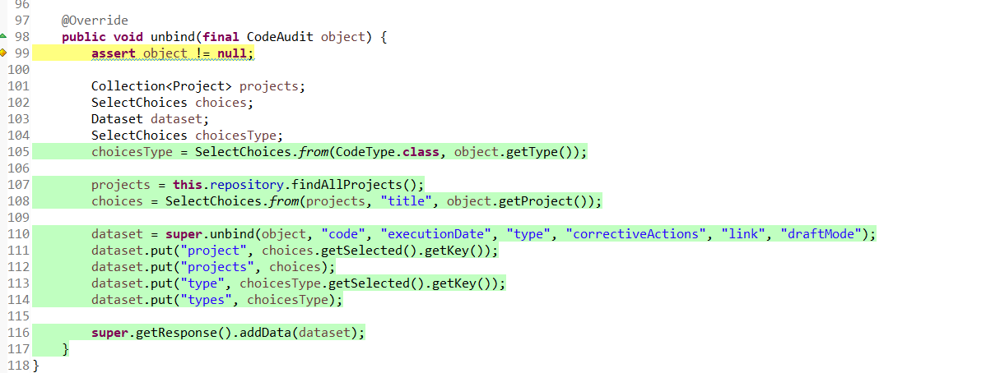 96
97     @Override
98     public void unbind(final CodeAudit object) {
99         assert object != null;
100
101         Collection<Project> projects;
102         SelectChoices choices;
103         Dataset dataset;
104         SelectChoices choicesType;
105         choicesType = SelectChoices.from(CodeType.class, object.getType());
106
107         projects = this.repository.findAllProjects();
108         choices = SelectChoices.from(projects, "title", object.getProject());
109
110         dataset = super.unbind(object, "code", "executionDate", "type", "correctiveActions", "link", "draftMode");
111         dataset.put("project", choices.getSelected().getKey());
112         dataset.put("projects", choices);
113         dataset.put("type", choicesType.getSelected().getKey());
114         dataset.put("types", choicesType);
115
116         super.getResponse().addData(dataset);
117     }
118 }